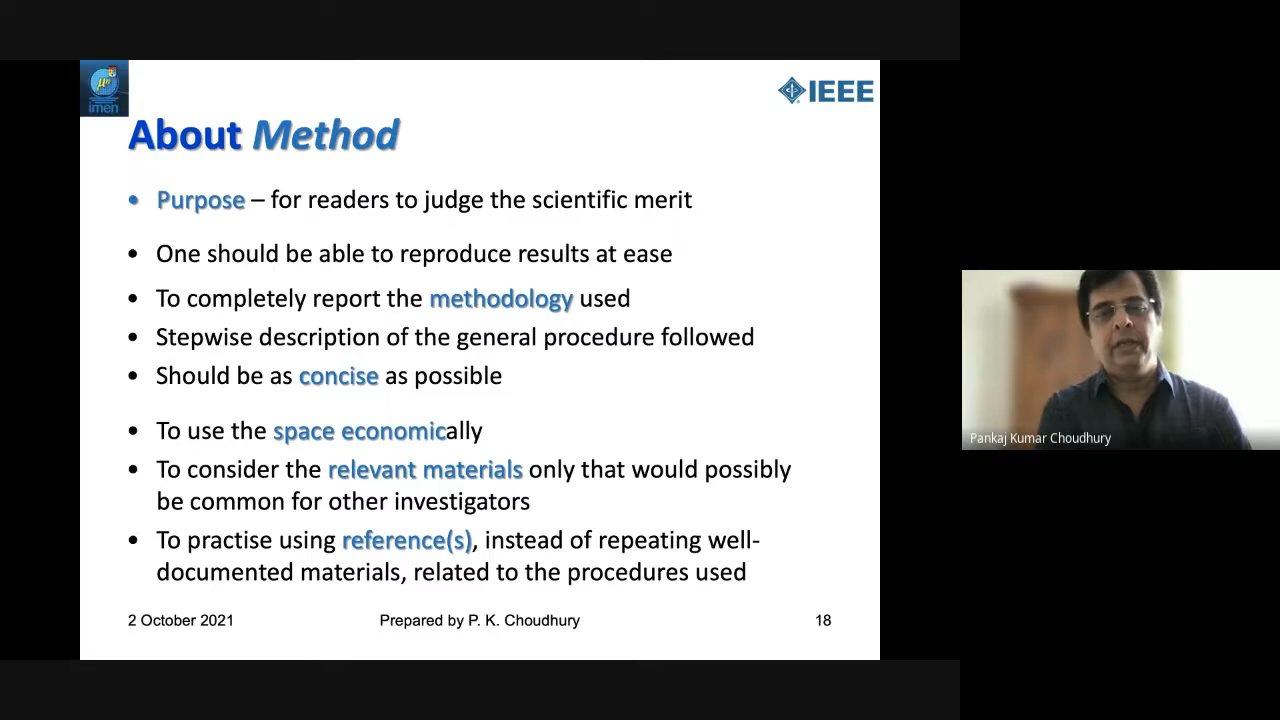 μη
imen
IEEE
About Method
• Purpose – for readers to judge the scientific merit
• One should be able to reproduce results at ease
• To completely report the methodology used
• Stepwise description of the general procedure followed
• Should be as concise as possible
• To use the space economically
• To consider the relevant materials only that would possibly
be common for other investigators
• To practise using reference(s), instead of repeating well-
documented materials, related to the procedures used
2 October 2021
Prepared by P. K. Choudhury
18
Pankaj Kumar Choudhury